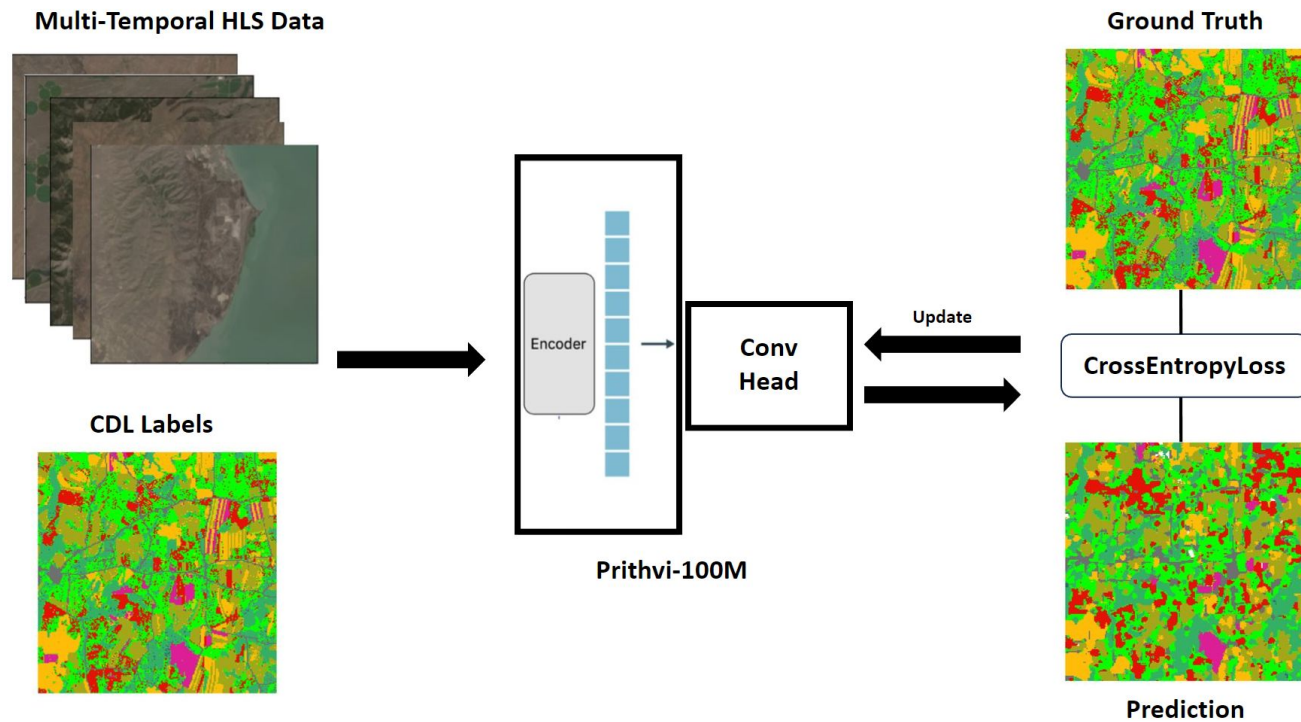 Multi-Temporal HLS Data
CDL Labels
Encoder
Prithvi-100M
Conv
Head
Update
Ground Truth
CrossEntropyLoss
Prediction